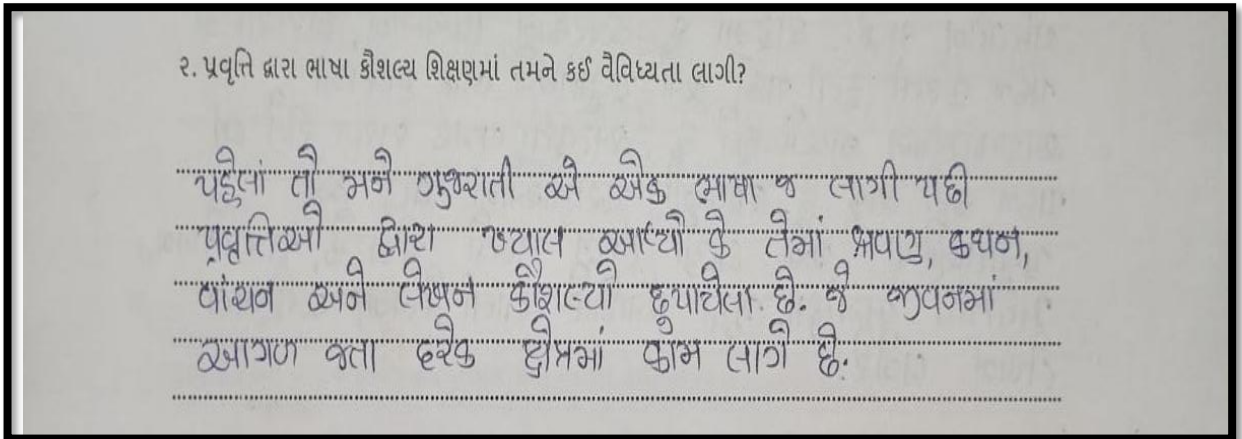 ૨. પ્રવૃત્તિ દ્વારા ભાષા કૌશલ્ય શિક્ષણમાં તમને કઈ વૈવિધ્યતા લાગી?
પહેલાં તો મને ગુજરાતી એ એક ભાષા જ લાગી પછી
પ્રવૃત્તિઓ દ્વારા ખ્યાલ આવ્યો કે તેમાં શ્રવણ, કથન,
વાંચન અને લેખન કૌશલ્યો છુપાયેલા છે. જે જીવનમાં
આગળ જતા દરેક ક્ષેત્રમાં કામ લાગે છે.